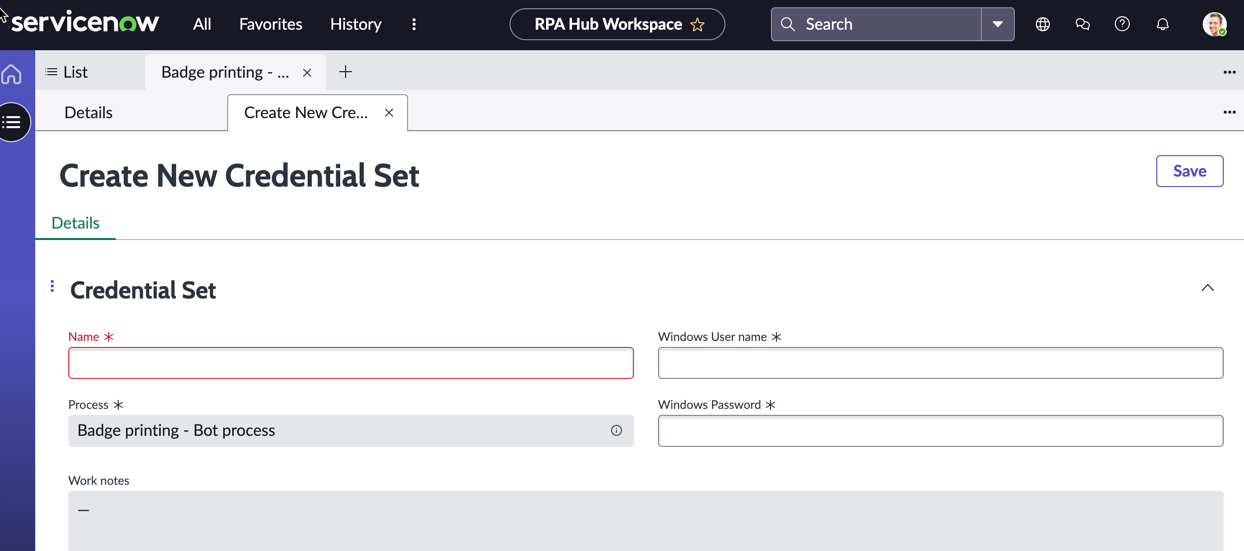 servicenow All Favorites History RPA Hub Workspace Search
List Badge printing - ...
Details Create New Cre...
Create New Credential Set Save
Details
Credential Set
Name * Windows User name *
Process * Windows Password *
Badge printing - Bot process
Work notes
—